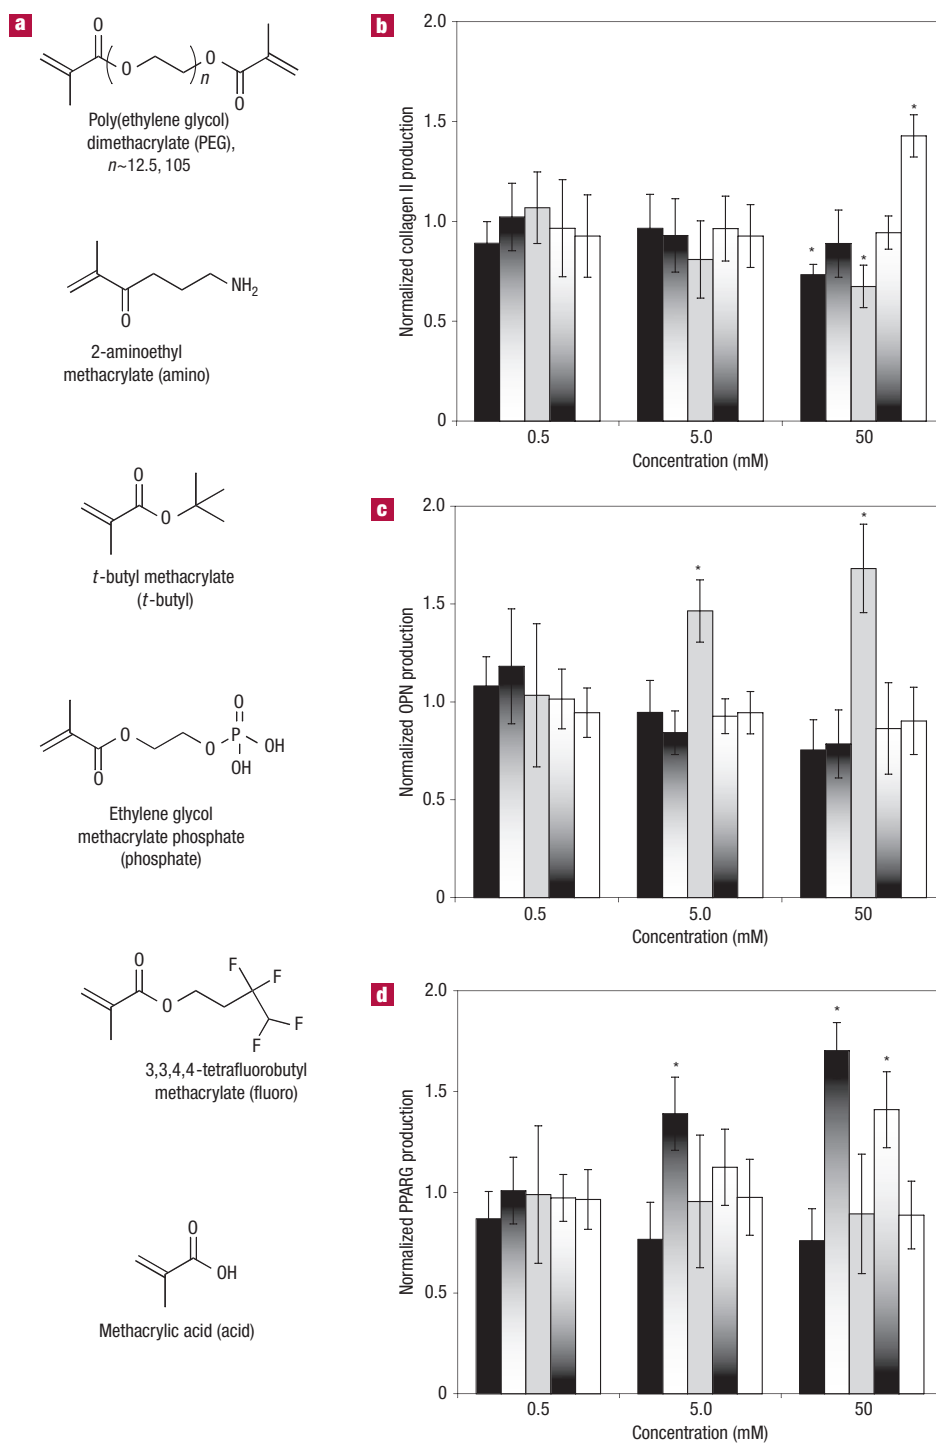 a
O
O
O
O
n
Poly(ethylene glycol)
dimethacrylate (PEG),
n~12.5, 105
O
NH2
2-aminoethyl
methacrylate (amino)
O
O
t-butyl methacrylate
(t-butyl)
O
O
O
O
P
OH
OH
Ethylene glycol
methacrylate phosphate
(phosphate)
O
O
F
F
F
F
3,3,4,4-tetrafluorobutyl
methacrylate (fluoro)
O
OH
Methacrylic acid (acid)
b
Normalized collagen II production
2.0
1.5
1.0
0.5
0
*
*
*
0.5 5.0 50
Concentration (mM)
c
Normalized OPN production
2.0
1.5
1.0
0.5
0
*
*
0.5 5.0 50
Concentration (mM)
d
Normalized PPARG production
2.0
1.5
1.0
0.5
0
*
*
*
0.5 5.0 50
Concentration (mM)